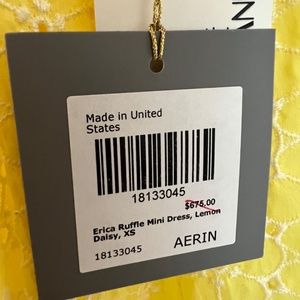 Made in United
States
18133045
$675.00
Erica Ruffle Mini Dress, Lemon
Daisy, XS
18133045
AERIN